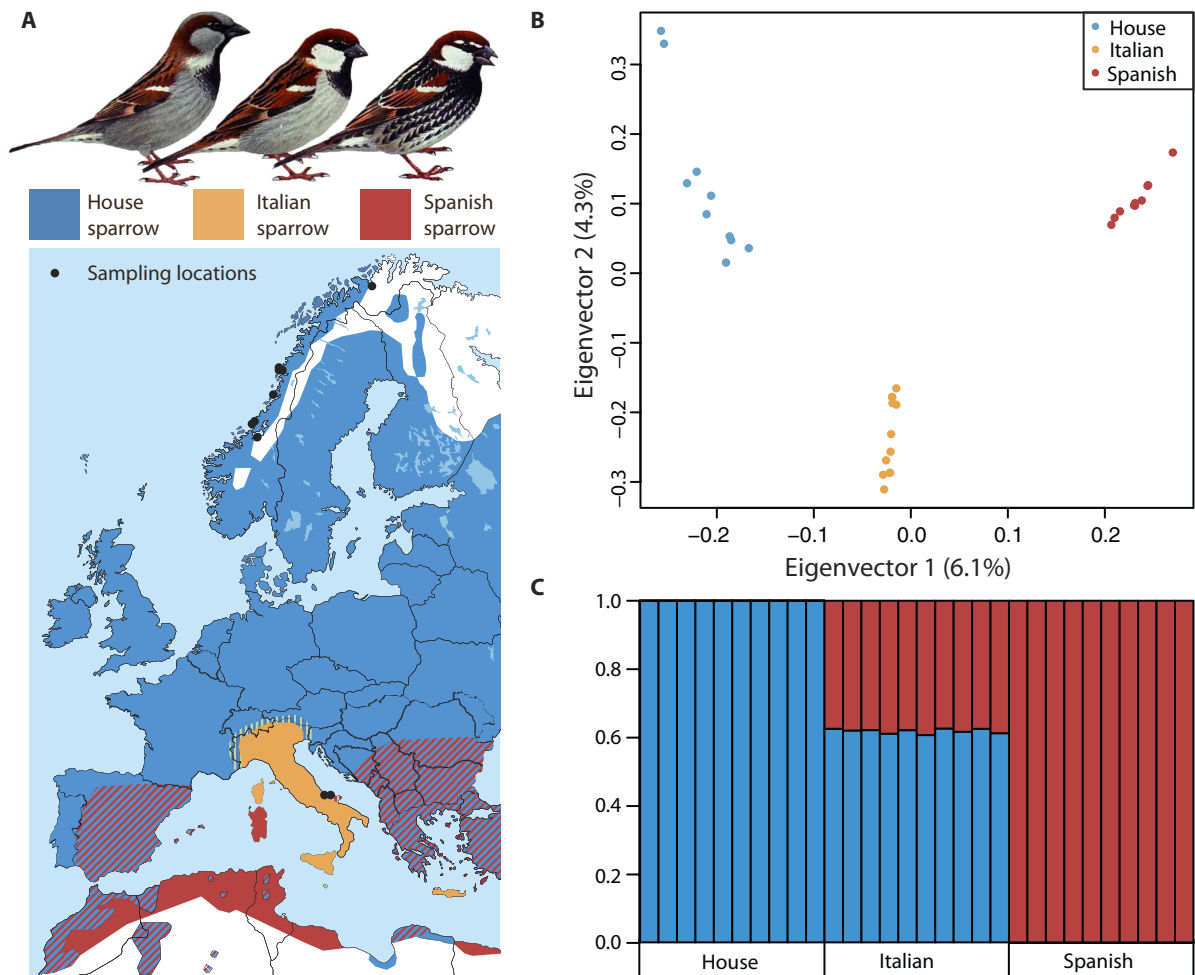 A
House
sparrow
Italian
sparrow
Spanish
sparrow
Sampling locations
B
House
Italian
Spanish
0.3
0.2
0.1
0.0
−0.1
−0.2
−0.3
Eigenvector 2 (4.3%)
−0.2
−0.1
0.0
0.1
0.2
Eigenvector 1 (6.1%)
C
1.0
0.8
0.6
0.4
0.2
0.0
House
Italian
Spanish